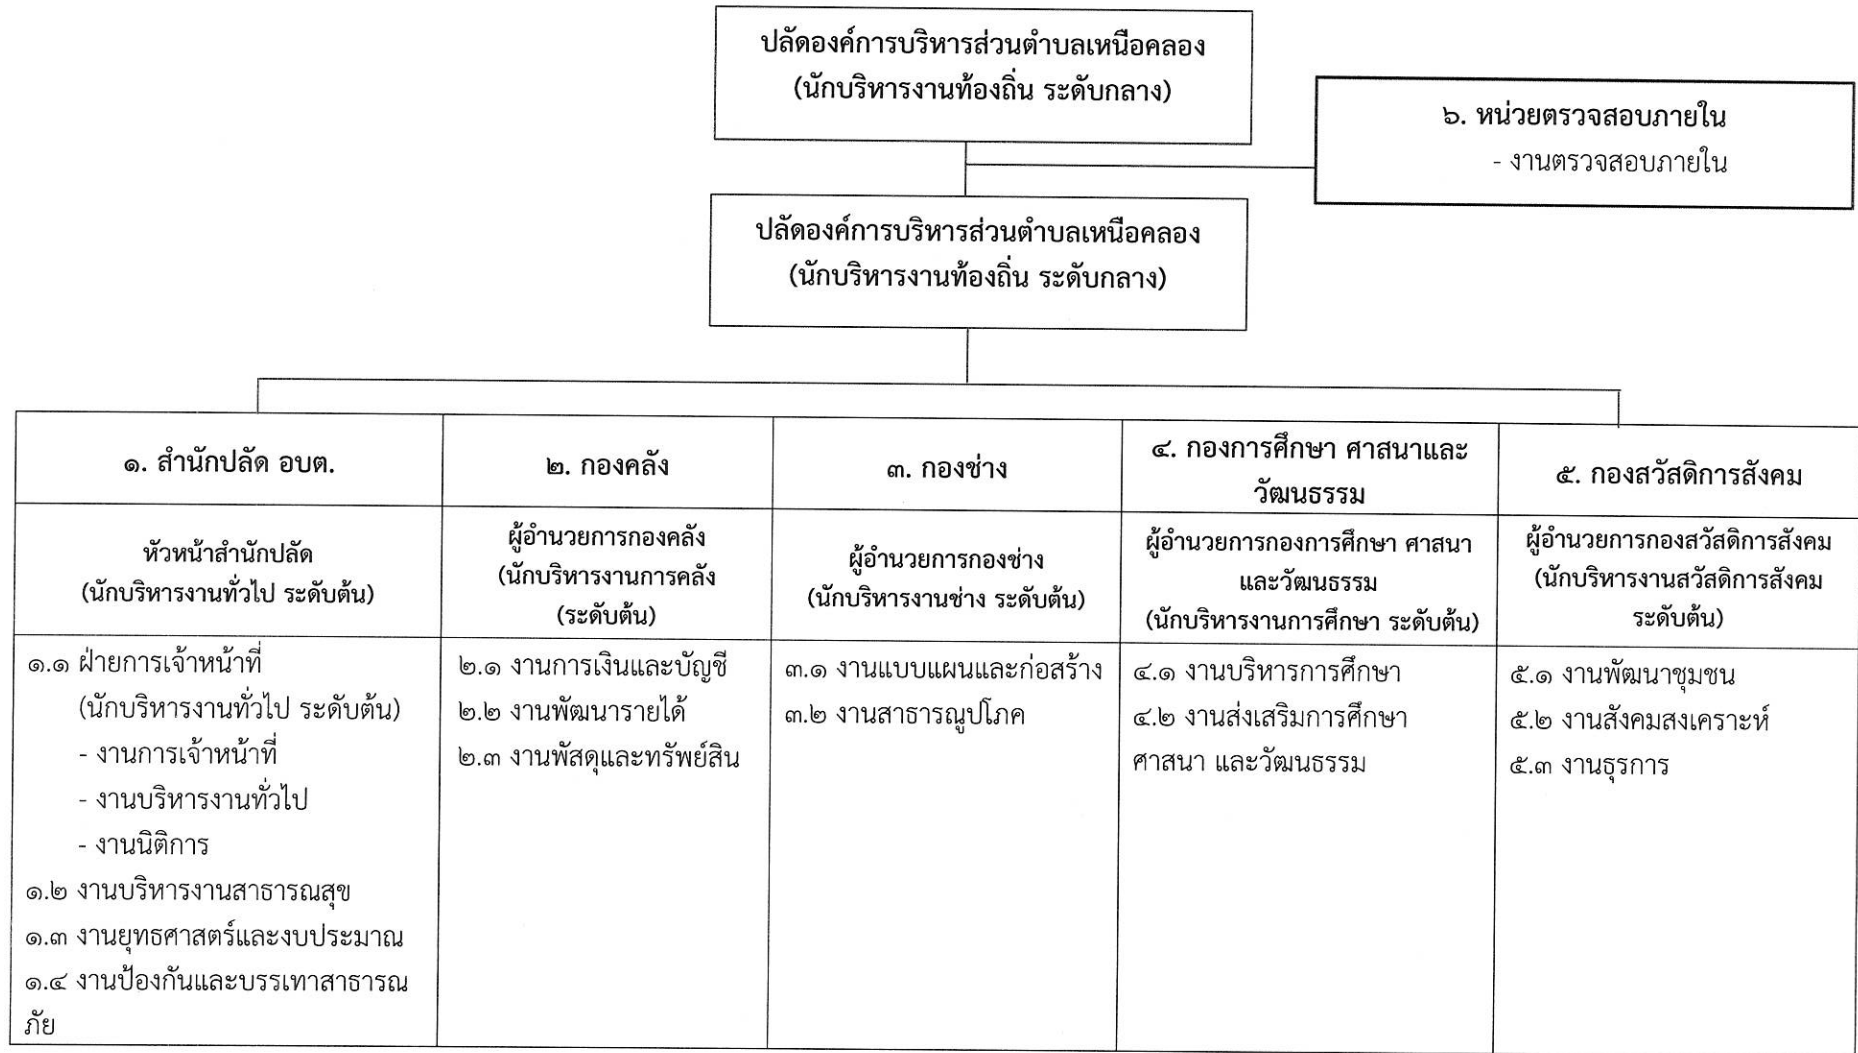 ปลัดองค์การบริหารส่วนตำบลเหนือคลอง
(นักบริหารงานท้องถิ่น ระดับกลาง)
๖. หน่วยตรวจสอบภายใน
- งานตรวจสอบภายใน
ปลัดองค์การบริหารส่วนตำบลเหนือคลอง
(นักบริหารงานท้องถิ่น ระดับกลาง)
๑. สำนักปลัด อบต.
หัวหน้าสำนักปลัด
(นักบริหารงานทั่วไป ระดับต้น)
๑.๑ ฝ่ายการเจ้าหน้าที่
(นักบริหารงานทั่วไป ระดับต้น)
- งานการเจ้าหน้าที่
- งานบริหารงานทั่วไป
- งานนิติการ
๑.๒ งานบริหารงานสาธารณสุข
๑.๓ งานยุทธศาสตร์และงบประมาณ
๑.๔ งานป้องกันและบรรเทาสาธารณ
ภัย
๒. กองคลัง
ผู้อำนวยการกองคลัง
(นักบริหารงานการคลัง
(ระดับต้น)
๒.๑ งานการเงินและบัญชี
๒.๒ งานพัฒนารายได้
๒.๓ งานพัสดุและทรัพย์สิน
๓. กองช่าง
ผู้อำนวยการกองช่าง
(นักบริหารงานช่าง ระดับต้น)
๓.๑ งานแบบแผนและก่อสร้าง
๓.๒ งานสาธารณูปโภค
๔. กองการศึกษา ศาสนาและ
วัฒนธรรม
ผู้อำนวยการกองการศึกษา ศาสนา
และวัฒนธรรม
(นักบริหารงานการศึกษา ระดับต้น)
๔.๑ งานบริหารการศึกษา
๔.๒ งานส่งเสริมการศึกษา
ศาสนา และวัฒนธรรม
๕. กองสวัสดิการสังคม
ผู้อำนวยการกองสวัสดิการสังคม
(นักบริหารงานสวัสดิการสังคม
ระดับต้น)
๕.๑ งานพัฒนาชุมชน
๕.๒ งานสังคมสงเคราะห์
๕.๓ งานธุรการ